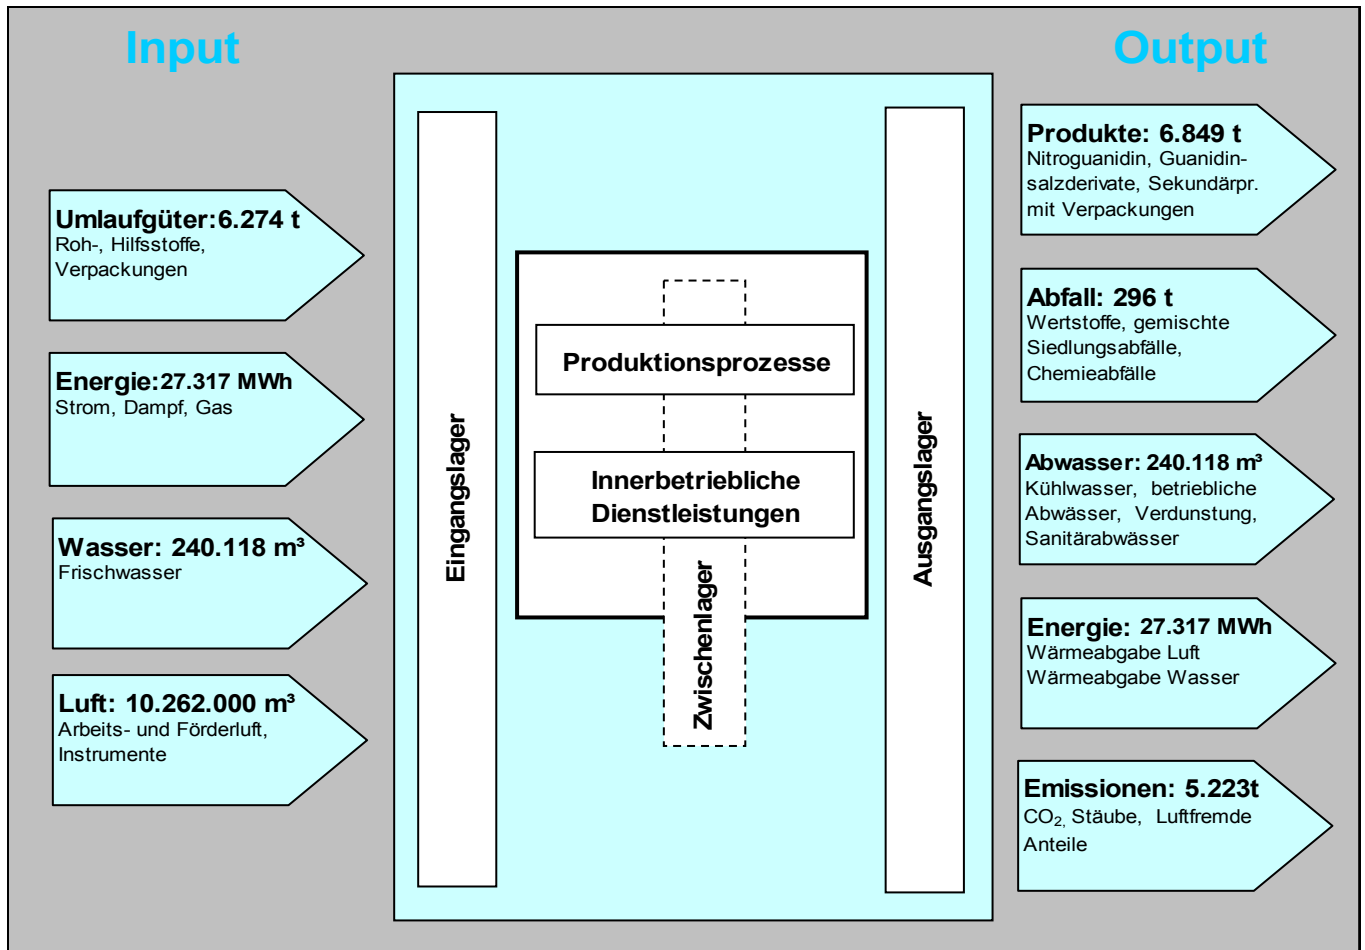 Input
Output
Umlaufgüter:6.274 t
Roh-, Hilfsstoffe,
Verpackungen
Energie:27.317 MWh
Strom, Dampf, Gas
Wasser: 240.118 m³
Frischwasser
Luft: 10.262.000 m³
Arbeits- und Förderluft,
Instrumente
Eingangslager
Produktionsprozesse
Innerbetriebliche
Dienstleistungen
Zwischenlager
Ausgangslager
Produkte: 6.849 t
Nitroguanidin, Guanidin-
salzderivate, Sekundärpr.
mit Verpackungen
Abfall: 296 t
Wertstoffe, gemischte
Siedlungsabfälle,
Chemieabfälle
Abwasser: 240.118 m³
Kühlwasser, betriebliche
Abwässer, Verdunstung,
Sanitärabwässer
Energie: 27.317 MWh
Wärmeabgabe Luft
Wärmeabgabe Wasser
Emissionen: 5.223t
CO₂, Stäube, Luftfremde
Anteile